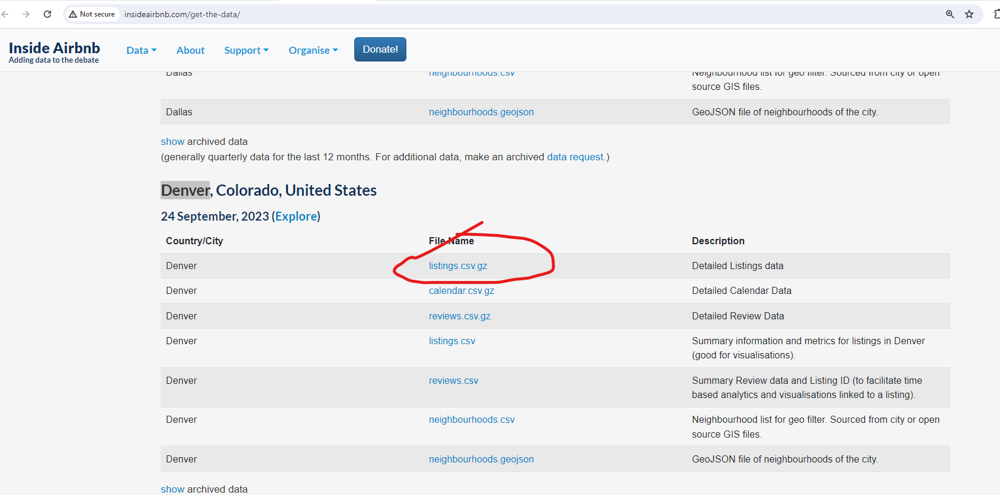 Not secure insideairbnb.com/get-the-data/
Inside Airbnb
Adding data to the debate
Data About Support Organise Donate!
Dallas neighbourhoods.csv Neighbourhood list for geo filter. Sourced from city or open
source GIS files.
Dallas neighbourhoods.geojson GeoJSON file of neighbourhoods of the city.
show archived data
(generally quarterly data for the last 12 months. For additional data, make an archived data request.)
Denver, Colorado, United States
24 September, 2023 (Explore)
Country/City File Name Description
Denver listings.csv.gz Detailed Listings data
Denver calendar.csv.gz Detailed Calendar Data
Denver reviews.csv.gz Detailed Review Data
Denver listings.csv Summary information and metrics for listings in Denver
(good for visualisations).
Denver reviews.csv Summary Review data and Listing ID (to facilitate time
based analytics and visualisations linked to a listing).
Denver neighbourhoods.csv Neighbourhood list for geo filter. Sourced from city or open
source GIS files.
Denver neighbourhoods.geojson GeoJSON file of neighbourhoods of the city.
show archived data